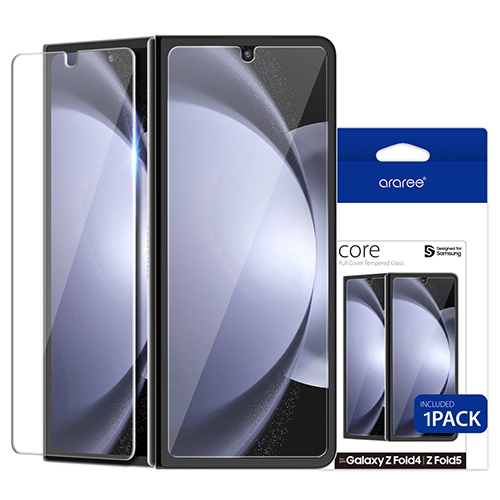 araree®
core
Full Cover Tempered Glass
Designed for
Samsung
INCLUDED
1PACK
Galaxy Z Fold4 | Z Fold5